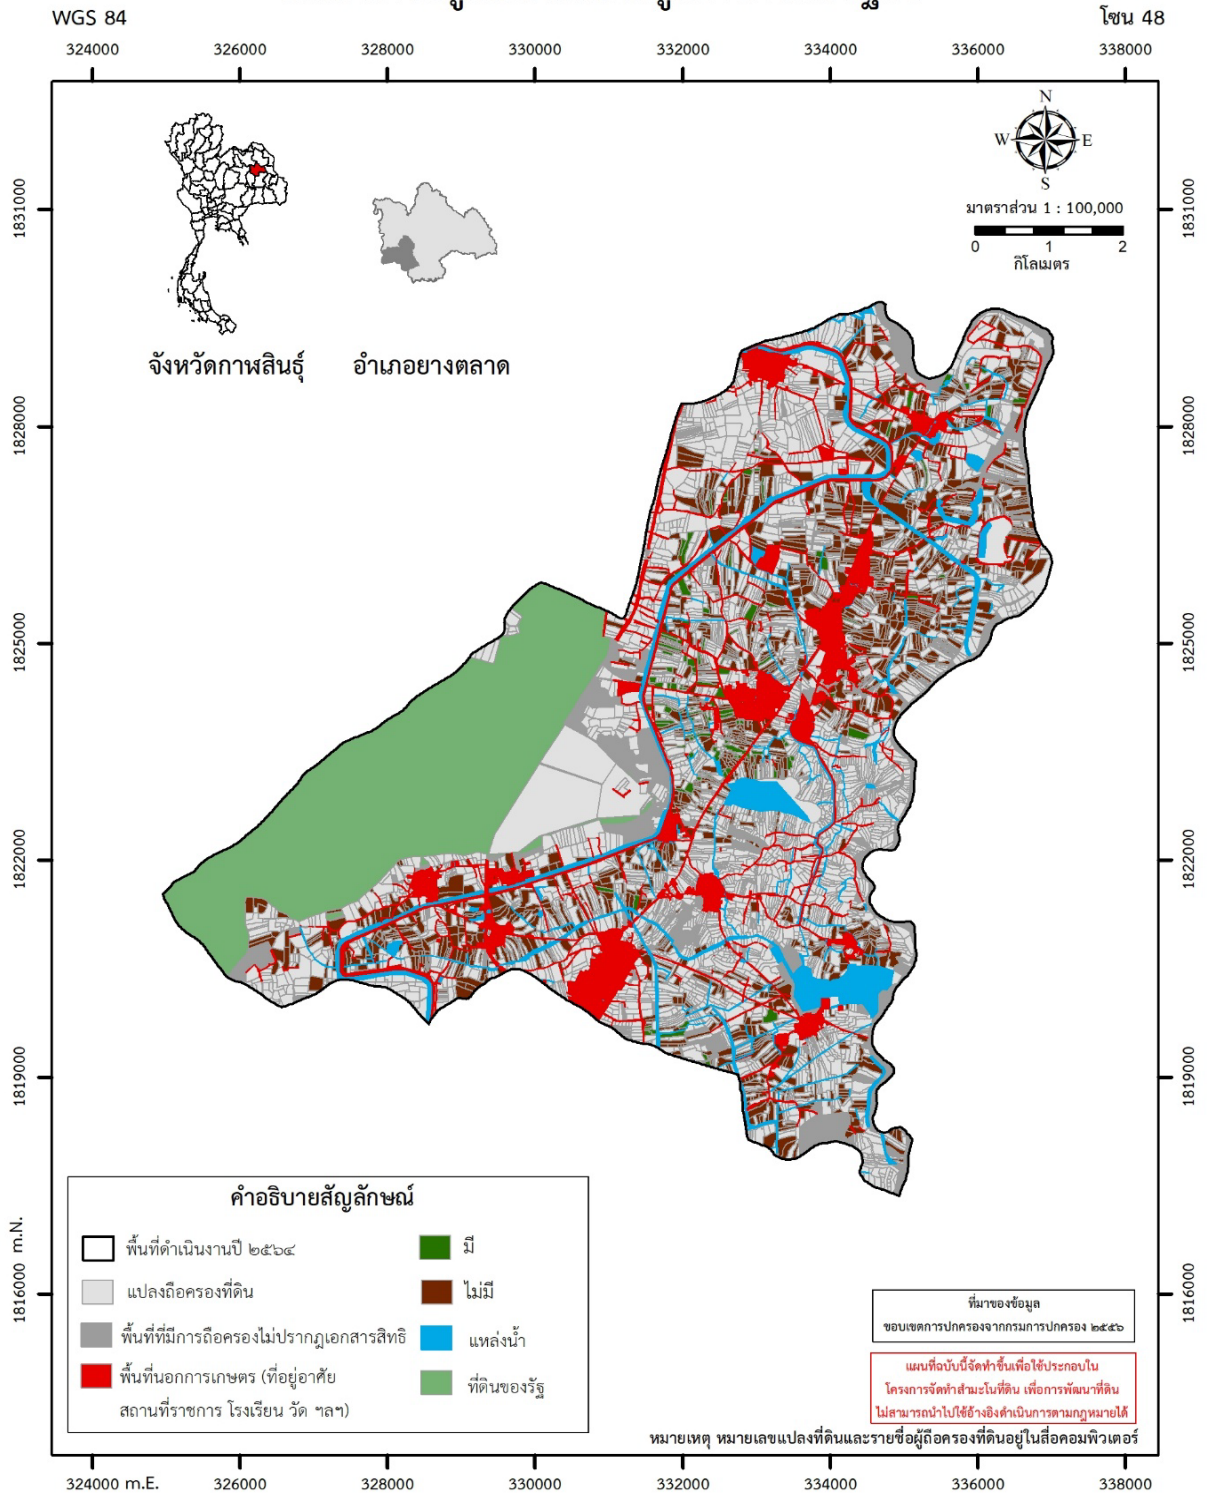 WGS 84
โซน 48
324000 326000 328000 330000 332000 334000 336000 338000
N
W E
S
มาตราส่วน 1 : 100,000
0 1 2
กิโลเมตร
จังหวัดกาฬสินธุ์
อำเภอยางตลาด
1831000
1828000
1825000
1822000
1819000
1816000 m.N.
1831000
1828000
1825000
1822000
1819000
1816000
คำอธิบายสัญลักษณ์
พื้นที่ดำเนินงานปี ๒๕๖๔
แปลงถือครองที่ดิน
พื้นที่ที่มีการถือครองไม่ปรากฏเอกสารสิทธิ
พื้นที่นอกการเกษตร (ที่อยู่อาศัย
สถานที่ราชการ โรงเรียน วัด ฯลฯ)
มี
ไม่มี
แหล่งน้ำ
ที่ดินของรัฐ
ที่มาของข้อมูล
ขอบเขตการปกครองจากกรมการปกครอง ๒๕๕๖
แผนที่ฉบับนี้จัดทำขึ้นเพื่อใช้ประกอบใน
โครงการจัดทำสำมะโนที่ดิน เพื่อการพัฒนาที่ดิน
ไม่สามารถนำไปใช้อ้างอิงดำเนินการตามกฎหมายได้
หมายเหตุ หมายเลขแปลงที่ดินและรายชื่อผู้ถือครองที่ดินอยู่ในสื่อคอมพิวเตอร์
324000 m.E. 326000 328000 330000 332000 334000 336000 338000